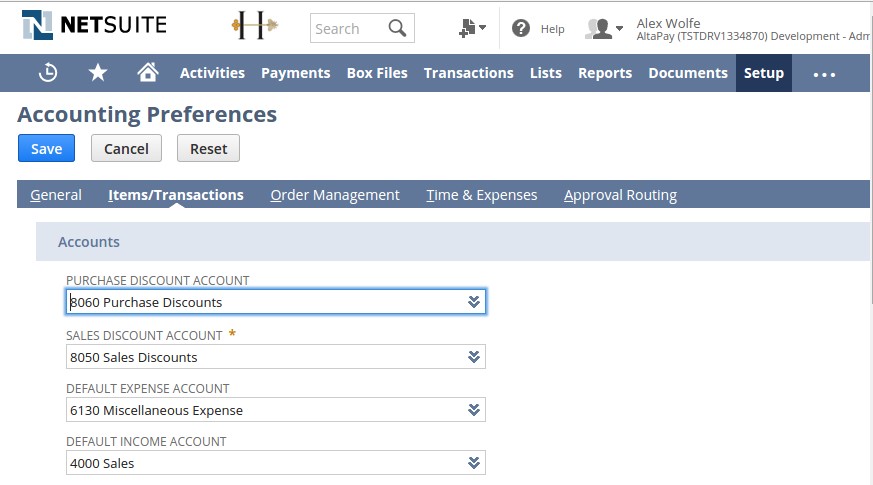 NETSUITE
H
Search
Help
Alex Wolfe
AltaPay (TSTDRV1334870) Development - Adm
Activities Payments Box Files Transactions Lists Reports Documents Setup ...
Accounting Preferences
Save Cancel Reset
General Items/Transactions Order Management Time & Expenses Approval Routing
Accounts
PURCHASE DISCOUNT ACCOUNT
8060 Purchase Discounts
SALES DISCOUNT ACCOUNT *
8050 Sales Discounts
DEFAULT EXPENSE ACCOUNT
6130 Miscellaneous Expense
DEFAULT INCOME ACCOUNT
4000 Sales